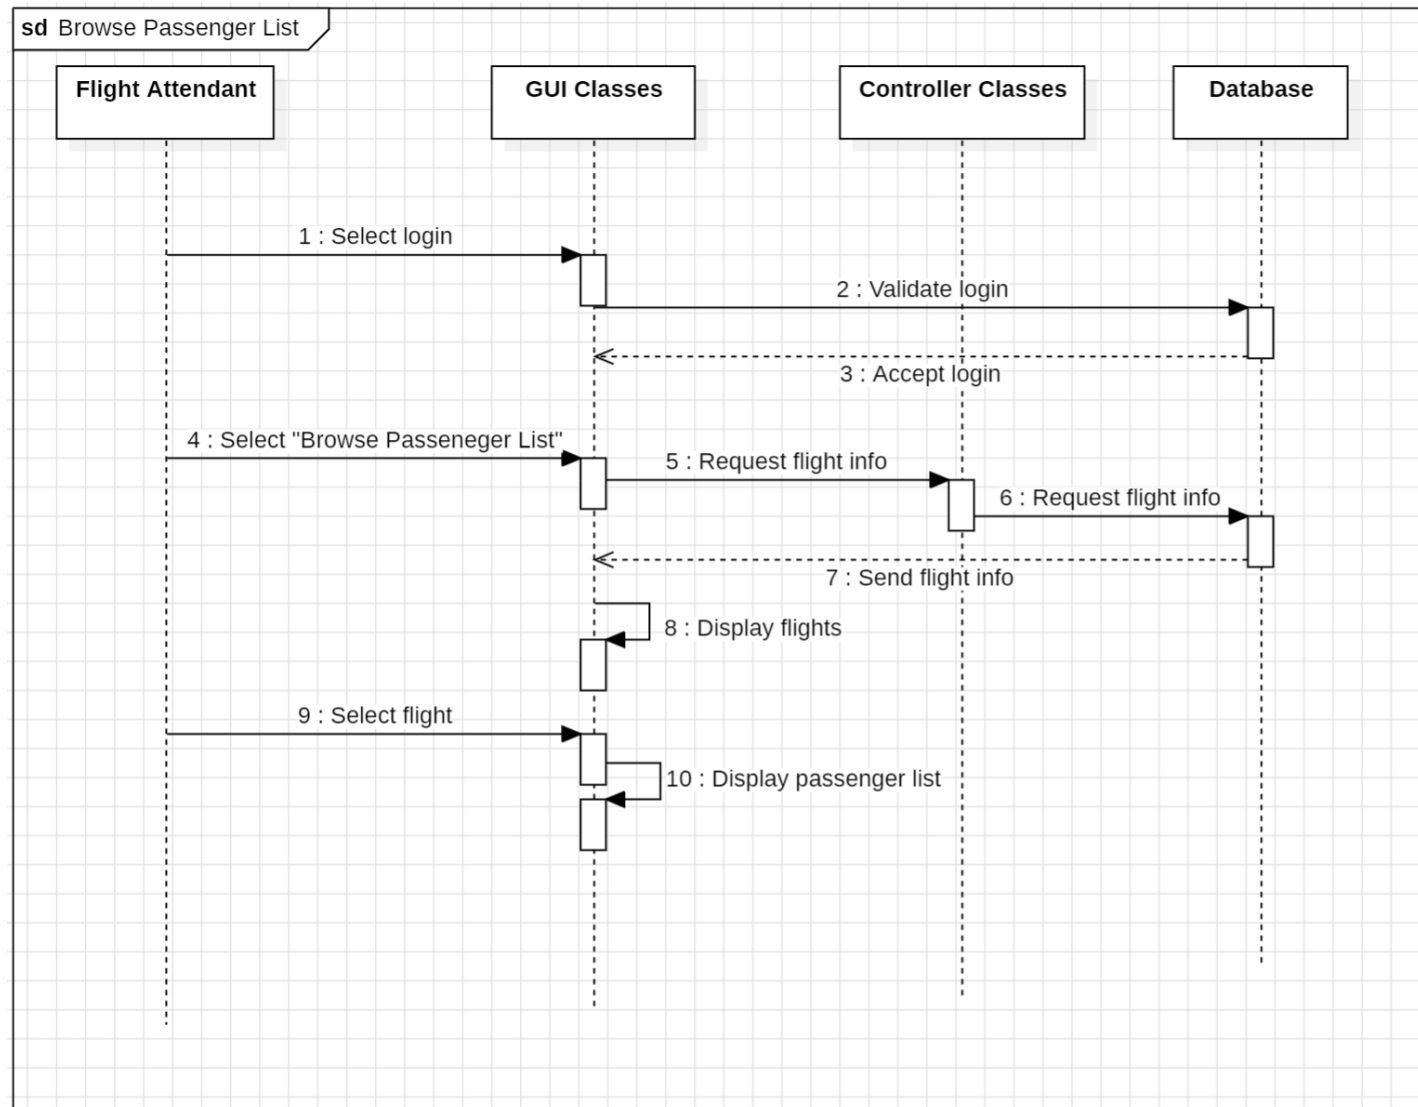 sd Browse Passenger List
Flight Attendant
GUI Classes
Controller Classes
Database
1 : Select login
2 : Validate login
3 : Accept login
4 : Select "Browse Passeneger List"
5 : Request flight info
6 : Request flight info
7 : Send flight info
8 : Display flights
9 : Select flight
10 : Display passenger list